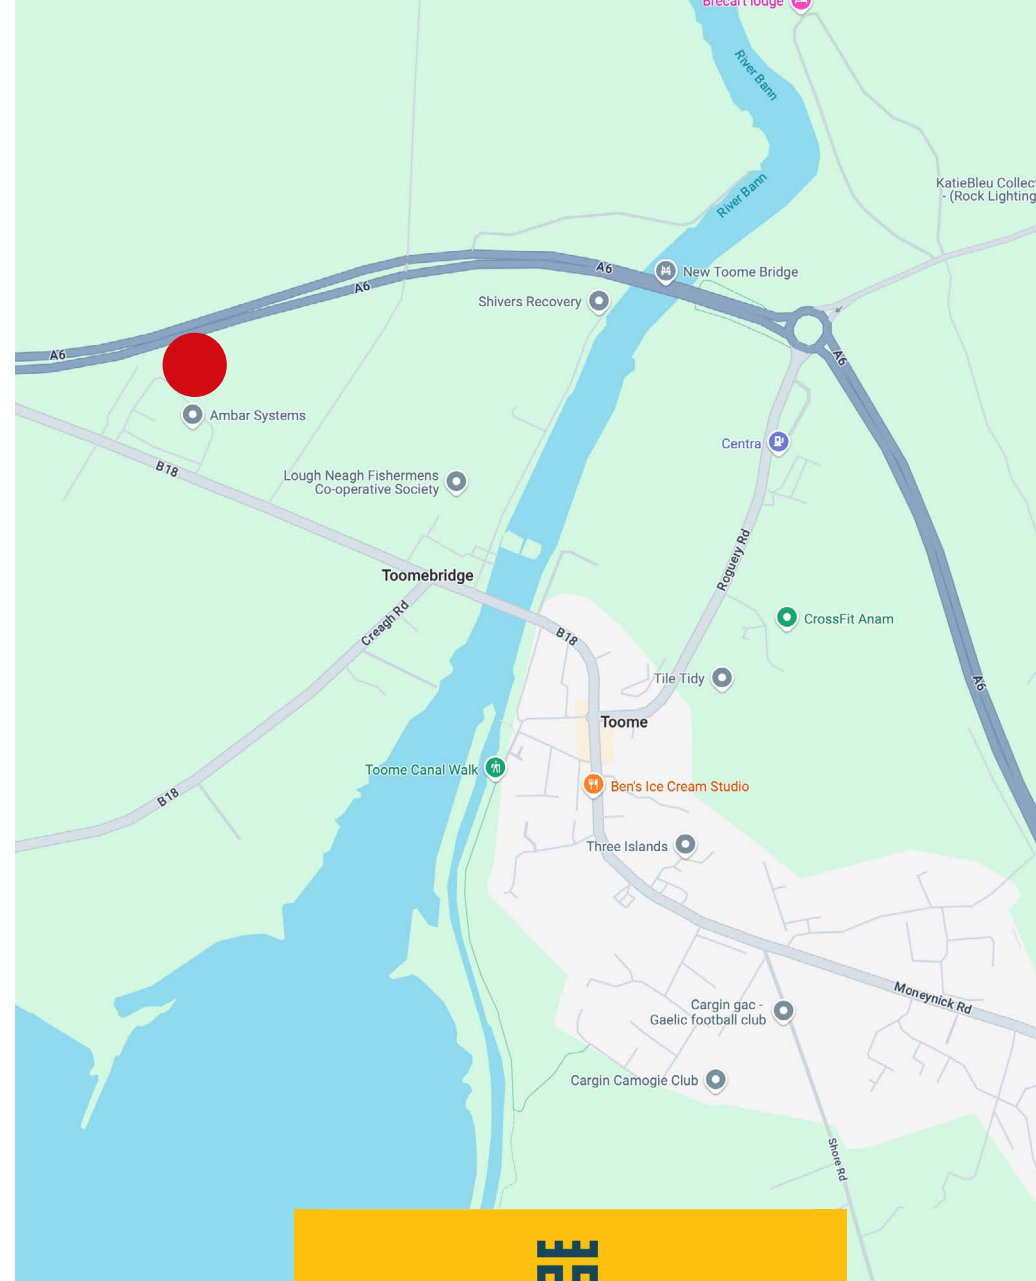 Brecart lodge
River Bann
River Bann
KatieBleu Collec
- (Rock Lighting
A6
New Toome Bridge
A6
Shivers Recovery
A6
A6
Ambar Systems
Centra
B18
Lough Neagh Fishermens
Co-operative Society
Roguery Rd
Toomebridge
Creagh Rd
CrossFit Anam
B18
Tile Tidy
A6
Toome
Toome Canal Walk
Ben's Ice Cream Studio
B18
Three Islands
Moneynick Rd
Cargin gac -
Gaelic football club
Cargin Camogie Club
Shore Rd